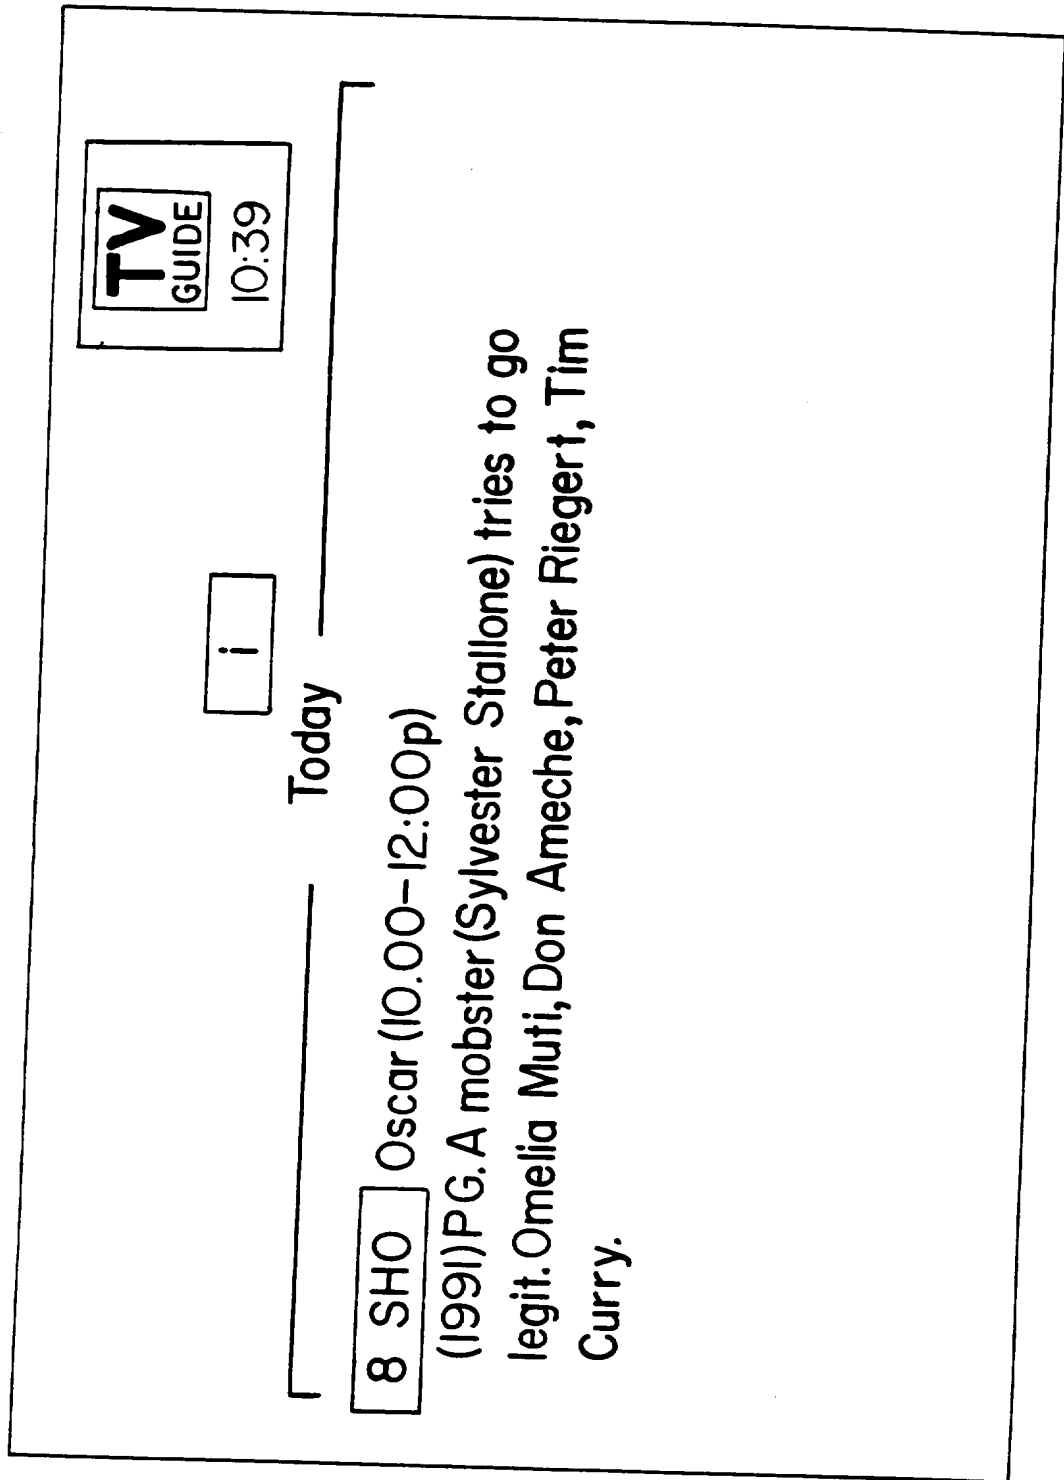 TV
GUIDE
10:39
i
Today
8 SHO Oscar (10.00-12:00p)
(1991) PG. A mobster (Sylvester Stallone) tries to go
legit. Omelia Muti, Don Ameche, Peter Riegert, Tim
Curry.